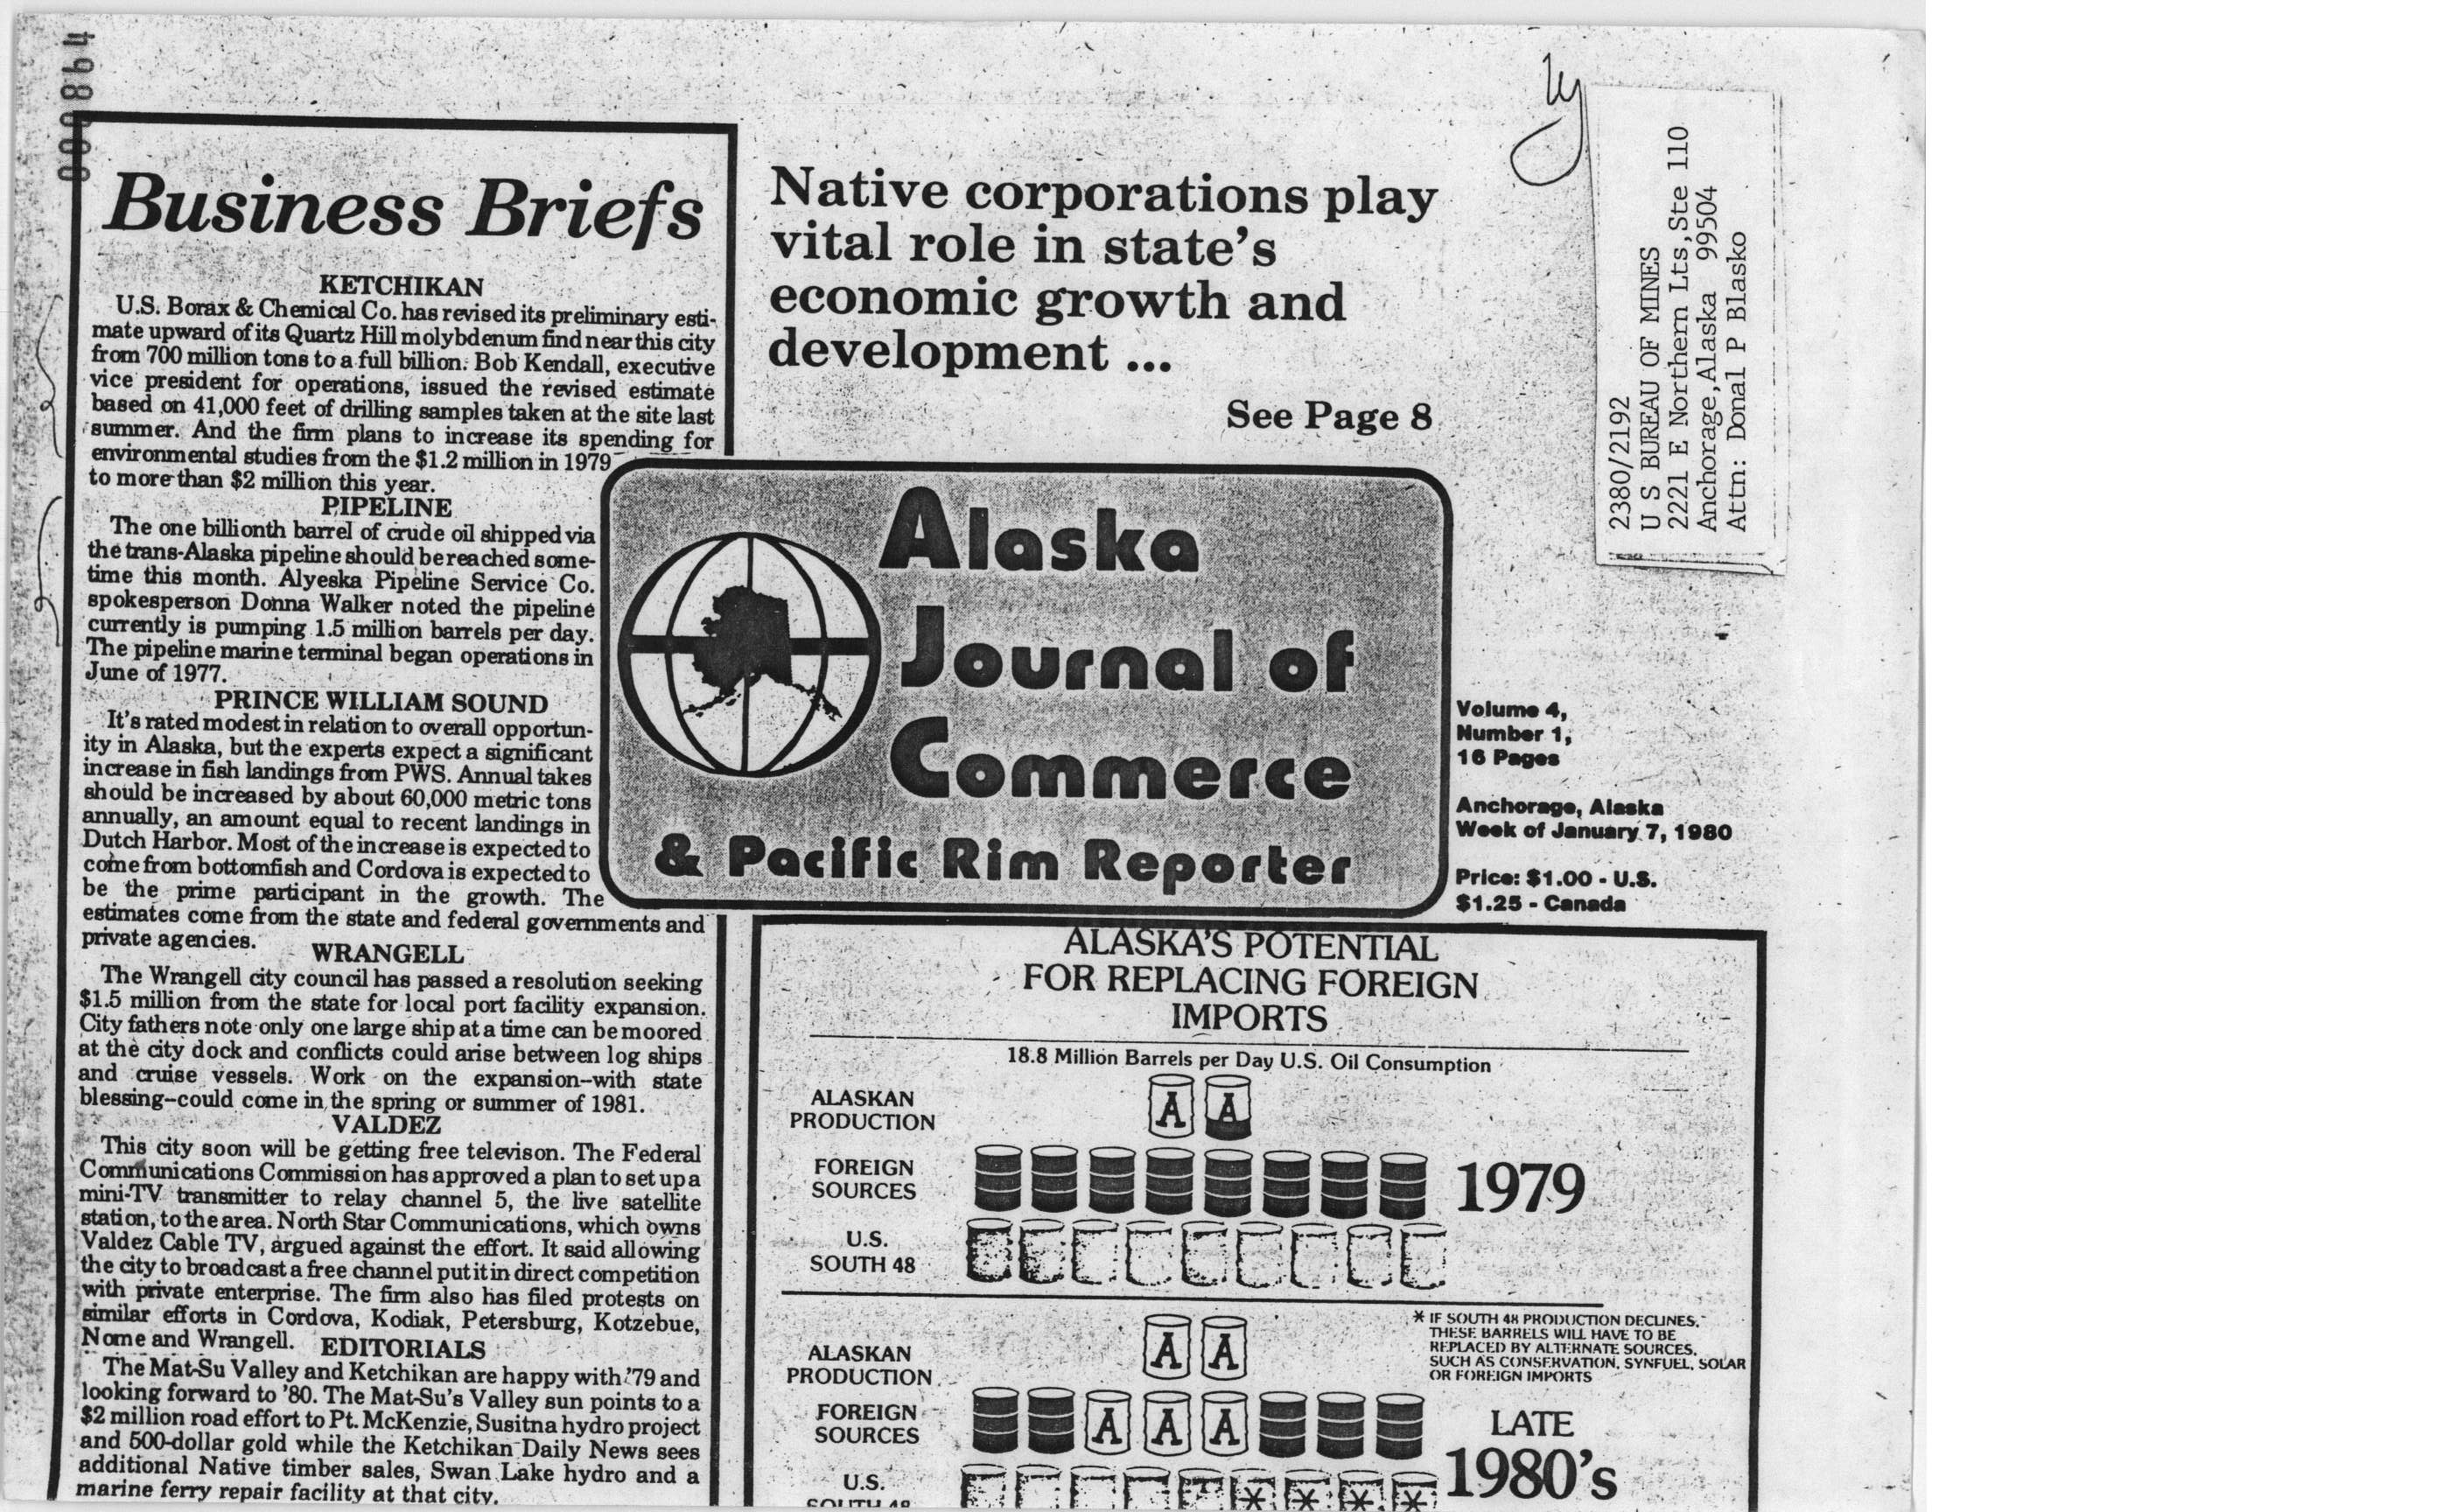 000864
Business Briefs
KETCHIKAN
U.S. Borax & Chemical Co. has revised its preliminary esti-
mate upward of its Quartz Hill molybdenum find near this city
from 700 million tons to a full billion. Bob Kendall, executive
vice president for operations, issued the revised estimate
based on 41,000 feet of drilling samples taken at the site last
summer. And the firm plans to increase its spending for
environmental studies from the $1.2 million in 1979
to more than $2 million this year.
PIPELINE
The one billionth barrel of crude oil shipped via
the trans-Alaska pipeline should be reached some-
time this month. Alyeska Pipeline Service Co.
spokesperson Donna Walker noted the pipeline
currently is pumping 1.5 million barrels per day.
The pipeline marine terminal began operations in
June of 1977.
PRINCE WILLIAM SOUND
It's rated modest in relation to overall opportun-
ity in Alaska, but the experts expect a significant
increase in fish landings from PWS. Annual takes
should be increased by about 60,000 metric tons
annually, an amount equal to recent landings in
Dutch Harbor. Most of the increase is expected to
come from bottomfish and Cordova is expected to
be the prime participant in the growth. The
estimates come from the state and federal governments and
private agencies.
WRANGELL
The Wrangell city council has passed a resolution seeking
$1.5 million from the state for local port facility expansion.
City fathers note only one large ship at a time can be moored
at the city dock and conflicts could arise between log ships
and cruise vessels. Work on the expansion--with state
blessing--could come in the spring or summer of 1981.
VALDEZ
This city soon will be getting free televison. The Federal
Communications Commission has approved a plan to set up a
mini-TV transmitter to relay channel 5, the live satellite
station, to the area. North Star Communications, which owns
Valdez Cable TV, argued against the effort. It said allowing
the city to broadcast a free channel put it in direct competition
with private enterprise. The firm also has filed protests on
similar efforts in Cordova, Kodiak, Petersburg, Kotzebue,
Nome and Wrangell.
EDITORIALS
The Mat-Su Valley and Ketchikan are happy with '79 and
looking forward to '80. The Mat-Su's Valley sun points to a
$2 million road effort to Pt. McKenzie, Susitna hydro project
and 500-dollar gold while the Ketchikan Daily News sees
additional Native timber sales, Swan Lake hydro and a
marine ferry repair facility at that city.
Native corporations play
vital role in state's
economic growth and
development ...
See Page 8
2380/2192
U S BUREAU OF MINES
2221 E Northern Lts,Ste 110
Anchorage,Alaska 99504
Attn: Donal P Blasko
Alaska
Journal of
Commerce
& Pacific Rim Reporter
Volume 4,
Number 1,
16 Pages
Anchorage, Alaska
Week of January 7, 1980
Price: $1.00 - U.S.
$1.25 - Canada
ALASKA'S POTENTIAL
FOR REPLACING FOREIGN
IMPORTS
18.8 Million Barrels per Day U.S. Oil Consumption
ALASKAN
PRODUCTION
A A
FOREIGN
SOURCES
1979
U.S.
SOUTH 48
* IF SOUTH 48 PRODUCTION DECLINES,
THESE BARRELS WILL HAVE TO BE
REPLACED BY ALTERNATE SOURCES,
SUCH AS CONSERVATION, SYNFUEL, SOLAR
OR FOREIGN IMPORTS
ALASKAN
PRODUCTION
A A
FOREIGN
SOURCES
A A A
LATE
1980's
U.S.
SOUTH 48
* * * *